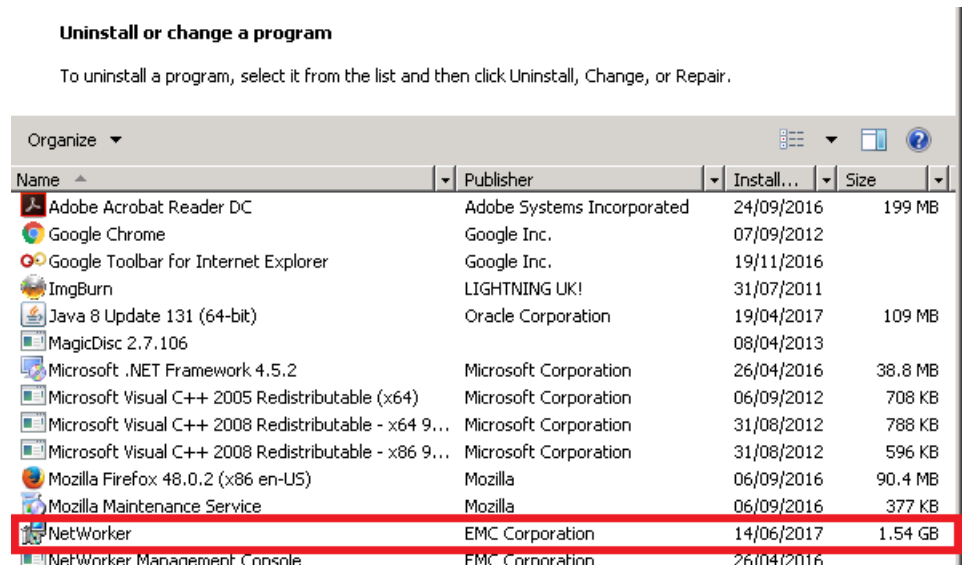 Uninstall or change a program
To uninstall a program, select it from the list and then click Uninstall, Change, or Repair.
Organize
Name Publisher Install... Size
Adobe Acrobat Reader DC Adobe Systems Incorporated 24/09/2016 199 MB
Google Chrome Google Inc. 07/09/2012
Google Toolbar for Internet Explorer Google Inc. 19/11/2016
ImgBurn LIGHTNING UK! 31/07/2011
Java 8 Update 131 (64-bit) Oracle Corporation 19/04/2017 109 MB
MagicDisc 2.7.106 08/04/2013
Microsoft .NET Framework 4.5.2 Microsoft Corporation 26/04/2016 38.8 MB
Microsoft Visual C++ 2005 Redistributable (x64) Microsoft Corporation 06/09/2012 708 KB
Microsoft Visual C++ 2008 Redistributable - x64 9... Microsoft Corporation 31/08/2012 788 KB
Microsoft Visual C++ 2008 Redistributable - x86 9... Microsoft Corporation 31/08/2012 596 KB
Mozilla Firefox 48.0.2 (x86 en-US) Mozilla 06/09/2016 90.4 MB
Mozilla Maintenance Service Mozilla 06/09/2016 377 KB
NetWorker EMC Corporation 14/06/2017 1.54 GB
NetWorker Management Console EMC Corporation 26/04/2016